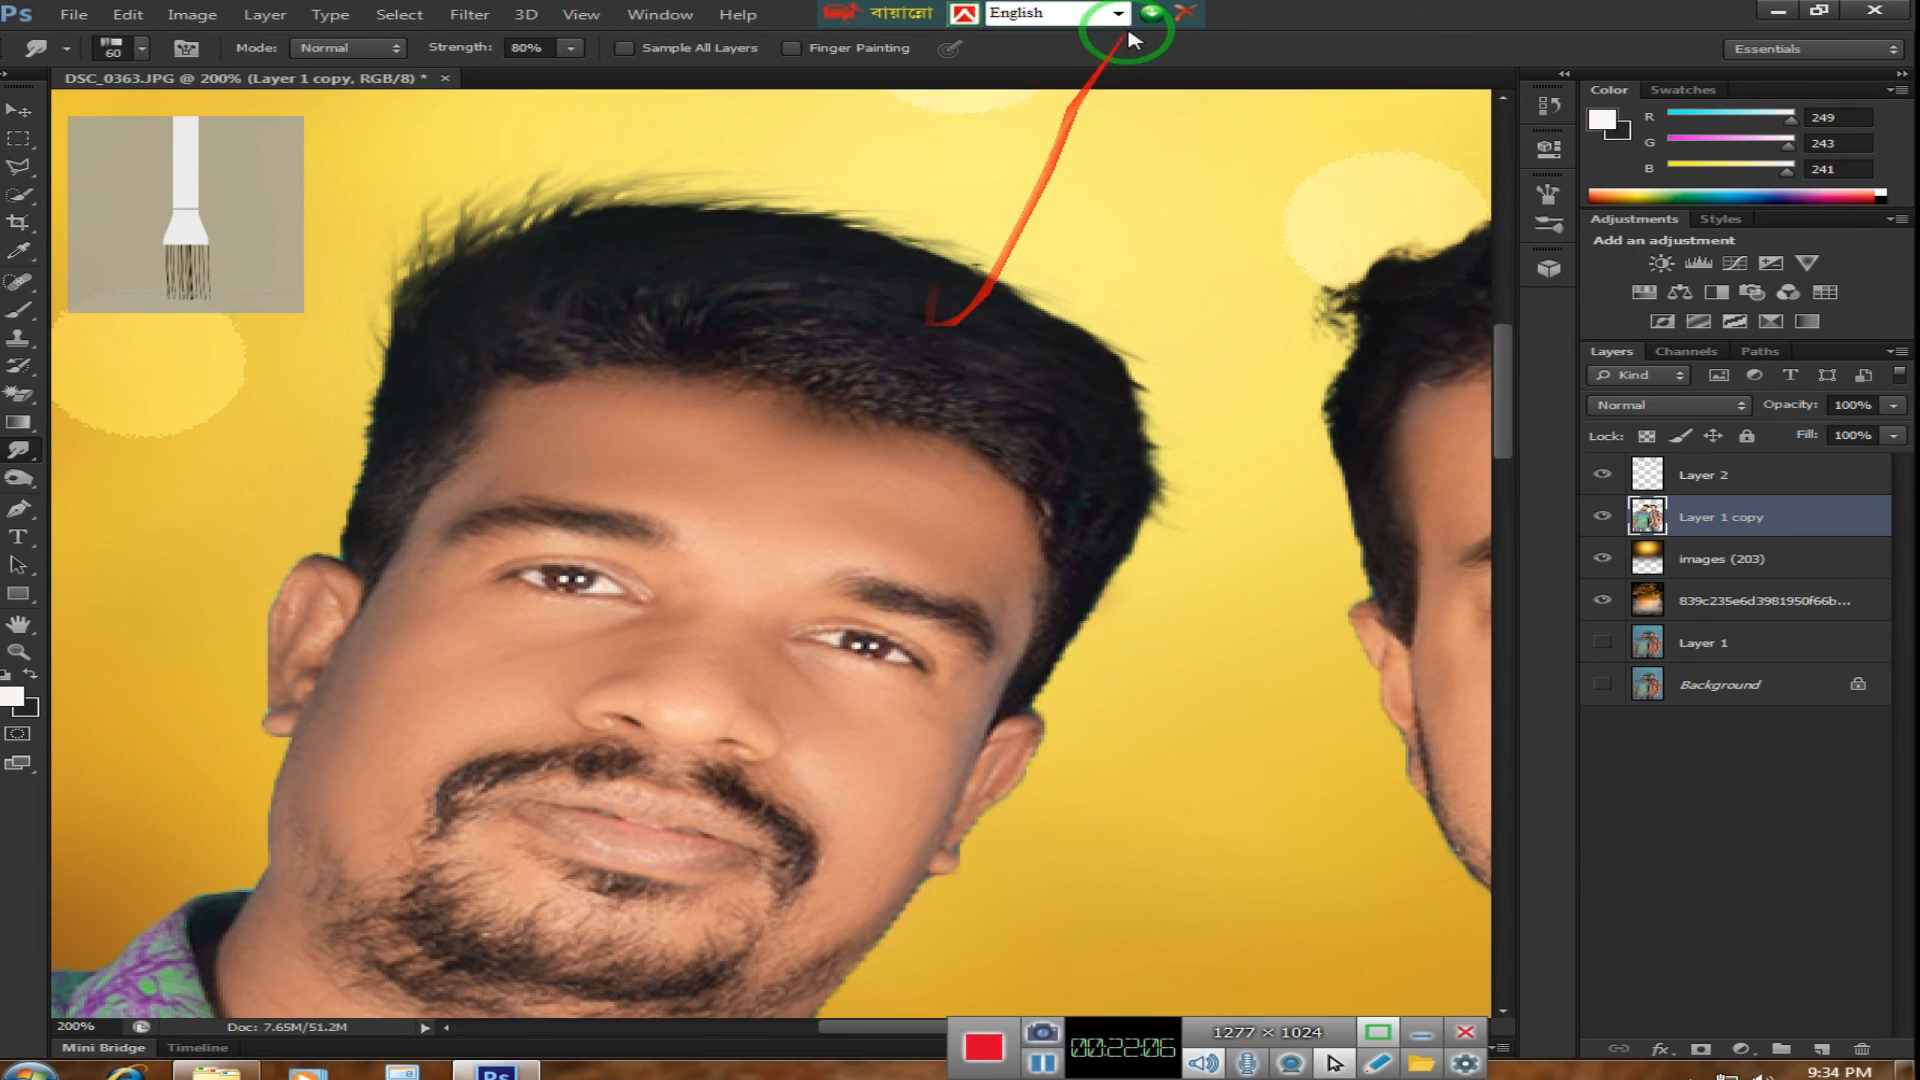 Ps File Edit Image Layer Type Select Filter 3D View Window Help
বায়ান্নো English
60 Mode: Normal Strength: 80% Sample All Layers Finger Painting Essentials
DSC_0363.JPG @ 200% (Layer 1 copy, RGB/8) * ×
Color Swatches
R 249
G 243
B 241
Adjustments Styles
Add an adjustment
Layers Channels Paths
Kind
Normal Opacity: 100%
Lock: Fill: 100%
Layer 2
Layer 1 copy
images (203)
839c235e6d3981950f66b...
Layer 1
Background
200% Doc: 7.65M/51.2M
Mini Bridge Timeline
00:22:06 1277 × 1024
Ps
9:34 PM